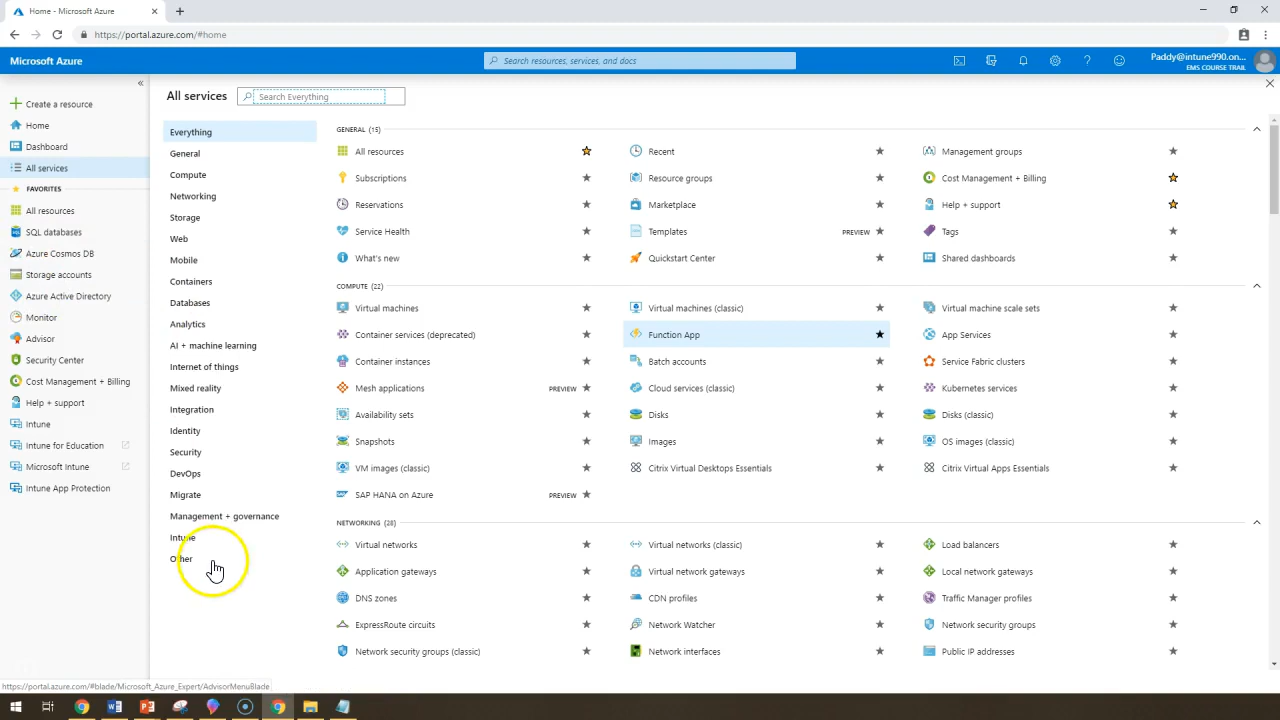 Home - Microsoft Azure
https://portal.azure.com/#home
Microsoft Azure
Search resources, services, and docs
Paddy@intune990.on...
EMS COURSE TRAIL
Create a resource
Home
Dashboard
All services
FAVORITES
All resources
SQL databases
Azure Cosmos DB
Storage accounts
Azure Active Directory
Monitor
Advisor
Security Center
Cost Management + Billing
Help + support
Intune
Intune for Education
Microsoft Intune
Intune App Protection
All services
Search Everything
Everything
General
Compute
Networking
Storage
Web
Mobile
Containers
Databases
Analytics
AI + machine learning
Internet of things
Mixed reality
Integration
Identity
Security
DevOps
Migrate
Management + governance
Intune
Other
GENERAL (15)
All resources
Recent
Management groups
Subscriptions
Resource groups
Cost Management + Billing
Reservations
Marketplace
Help + support
Service Health
Templates PREVIEW
Tags
What's new
Quickstart Center
Shared dashboards
COMPUTE (22)
Virtual machines
Virtual machines (classic)
Virtual machine scale sets
Container services (deprecated)
Function App
App Services
Container instances
Batch accounts
Service Fabric clusters
Mesh applications PREVIEW
Cloud services (classic)
Kubernetes services
Availability sets
Disks
Disks (classic)
Snapshots
Images
OS images (classic)
VM images (classic)
Citrix Virtual Desktops Essentials
Citrix Virtual Apps Essentials
SAP HANA on Azure PREVIEW
NETWORKING (20)
Virtual networks
Virtual networks (classic)
Load balancers
Application gateways
Virtual network gateways
Local network gateways
DNS zones
CDN profiles
Traffic Manager profiles
ExpressRoute circuits
Network Watcher
Network security groups
Network security groups (classic)
Network interfaces
Public IP addresses
https://portal.azure.com/#blade/Microsoft_Azure_Expert/AdvisorMenuBlade